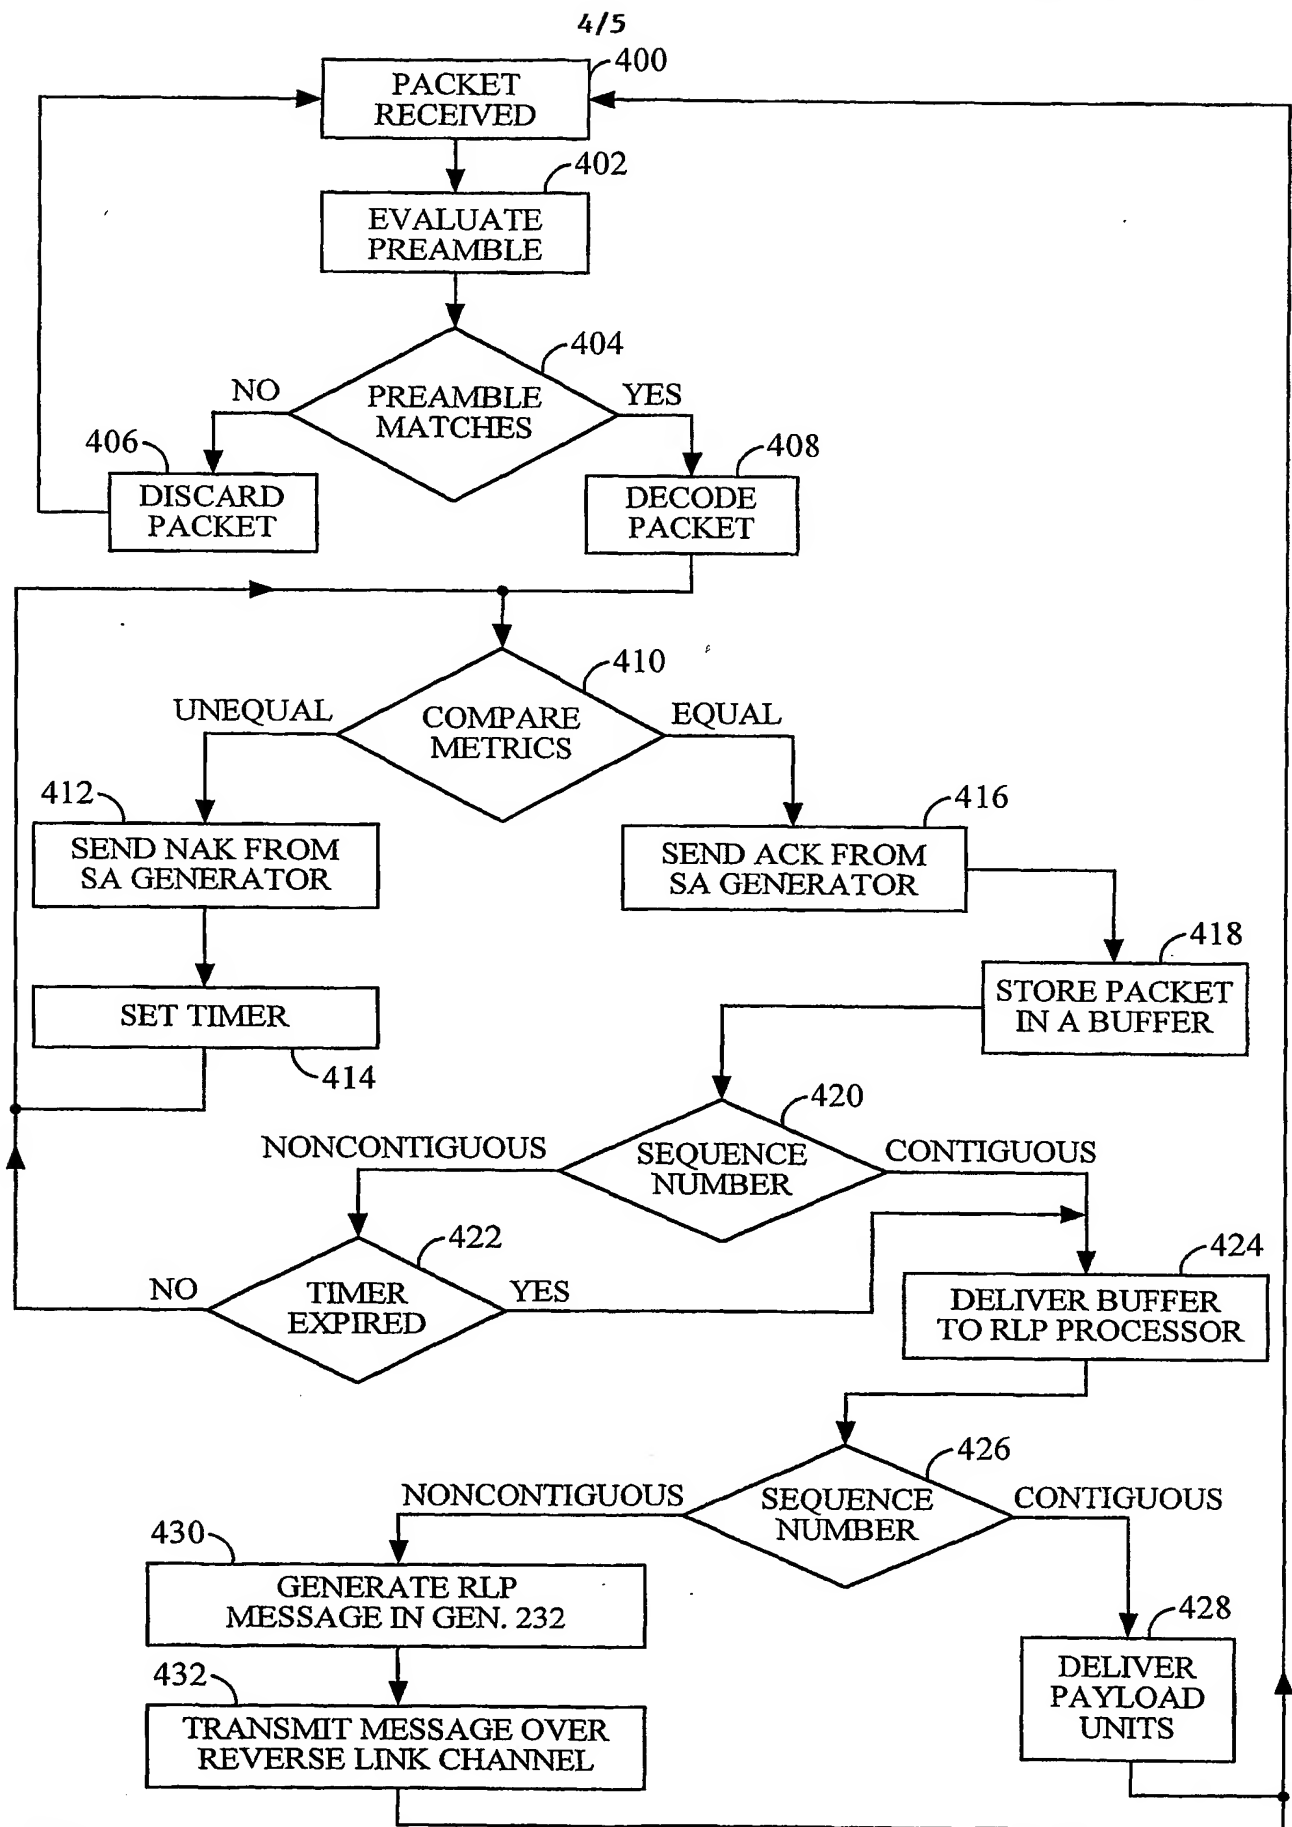 4/5
400
PACKET
RECEIVED
402
EVALUATE
PREAMBLE
404
NO
PREAMBLE
MATCHES
YES
406
DISCARD
PACKET
408
DECODE
PACKET
410
UNEQUAL
COMPARE
METRICS
EQUAL
412
SEND NAK FROM
SA GENERATOR
416
SEND ACK FROM
SA GENERATOR
418
STORE PACKET
IN A BUFFER
SET TIMER
414
420
NONCONTIGUOUS
SEQUENCE
NUMBER
CONTIGUOUS
422
NO
TIMER
EXPIRED
YES
424
DELIVER BUFFER
TO RLP PROCESSOR
426
NONCONTIGUOUS
SEQUENCE
NUMBER
CONTIGUOUS
430
GENERATE RLP
MESSAGE IN GEN. 232
428
DELIVER
PAYLOAD
UNITS
432
TRANSMIT MESSAGE OVER
REVERSE LINK CHANNEL